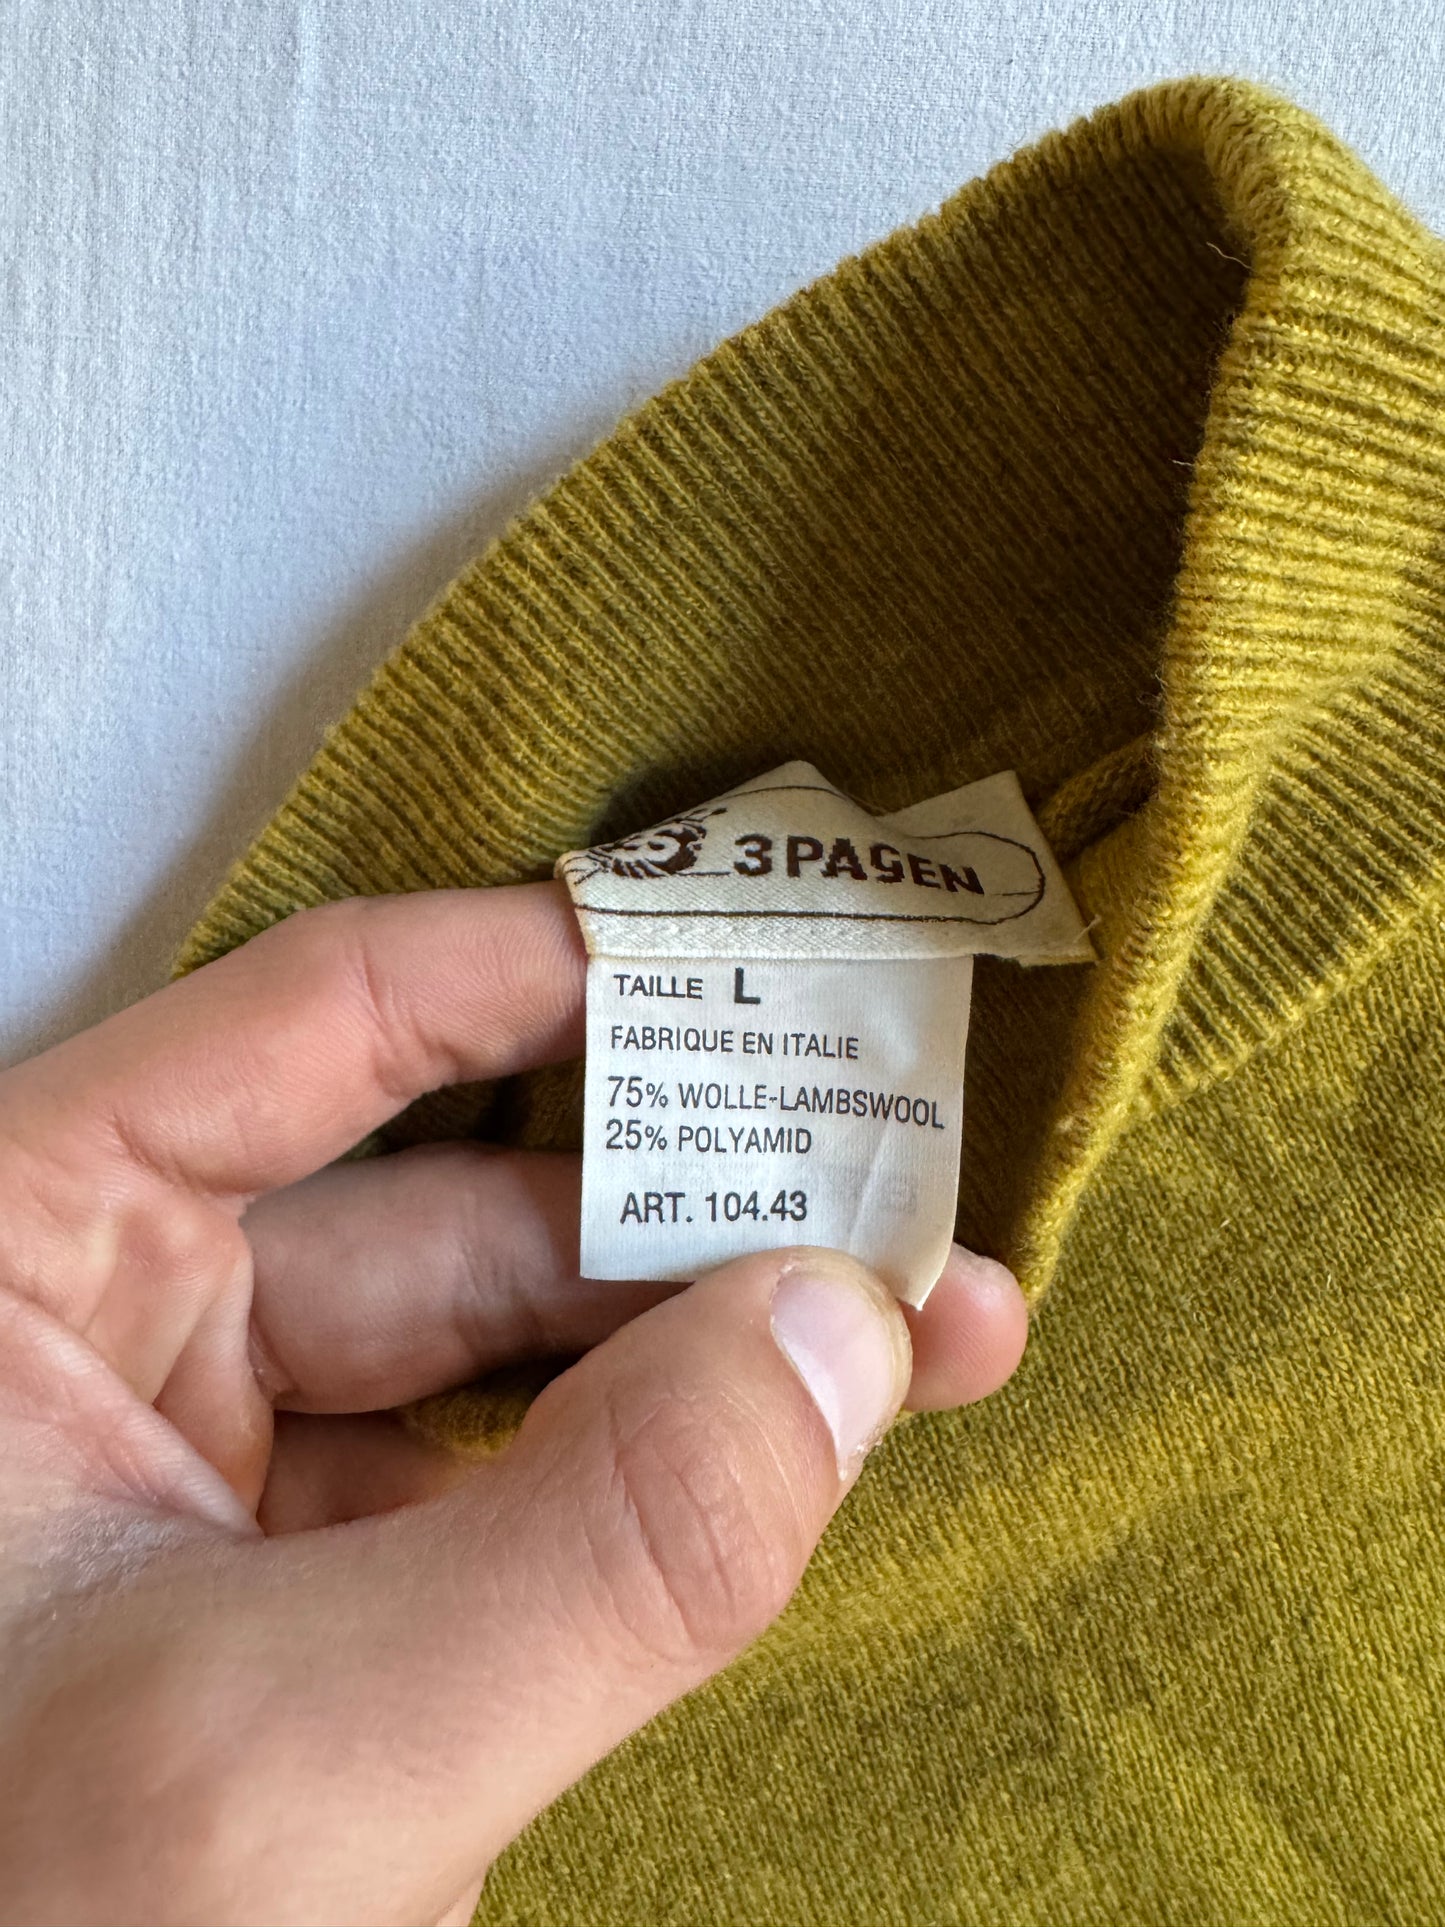 3PAGEN
TAILLE L
FABRIQUE EN ITALIE
75% WOLLE-LAMBSWOOL
25% POLYAMID
ART. 104.43